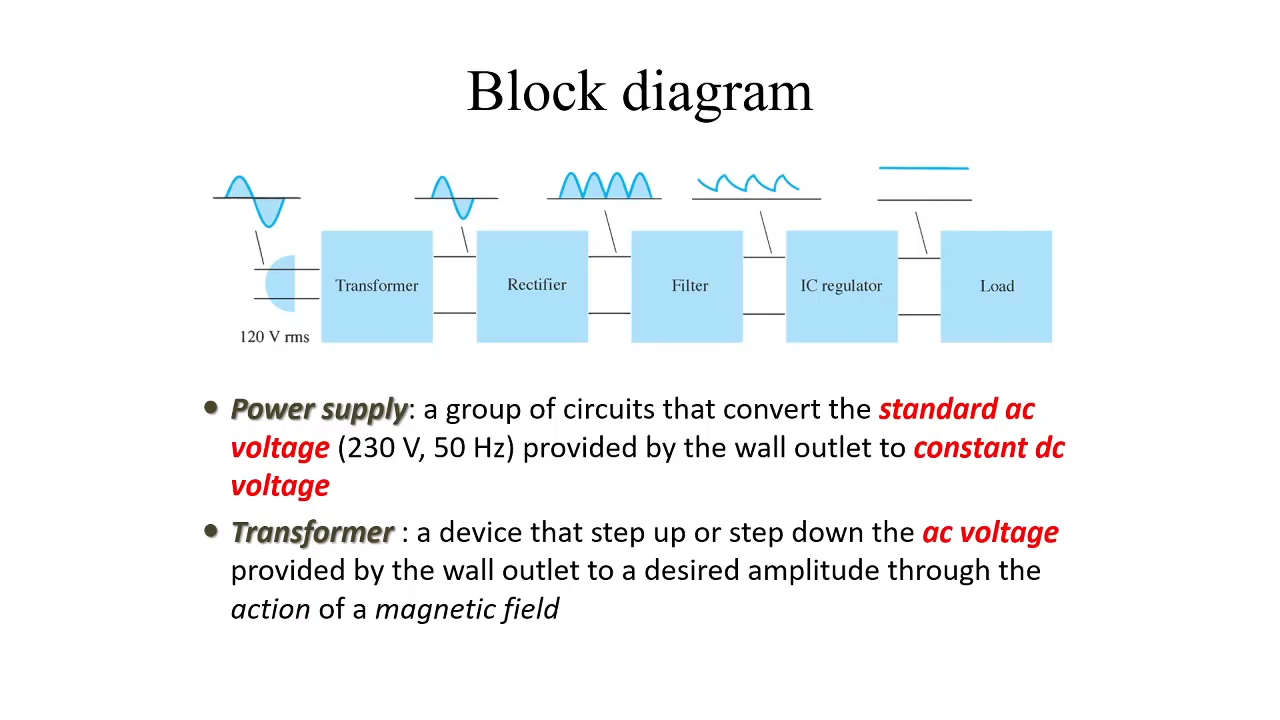 Block diagram
Transformer
Rectifier
Filter
IC regulator
Load
120 V rms
• Power supply: a group of circuits that convert the standard ac
voltage (230 V, 50 Hz) provided by the wall outlet to constant dc
voltage
• Transformer : a device that step up or step down the ac voltage
provided by the wall outlet to a desired amplitude through the
action of a magnetic field